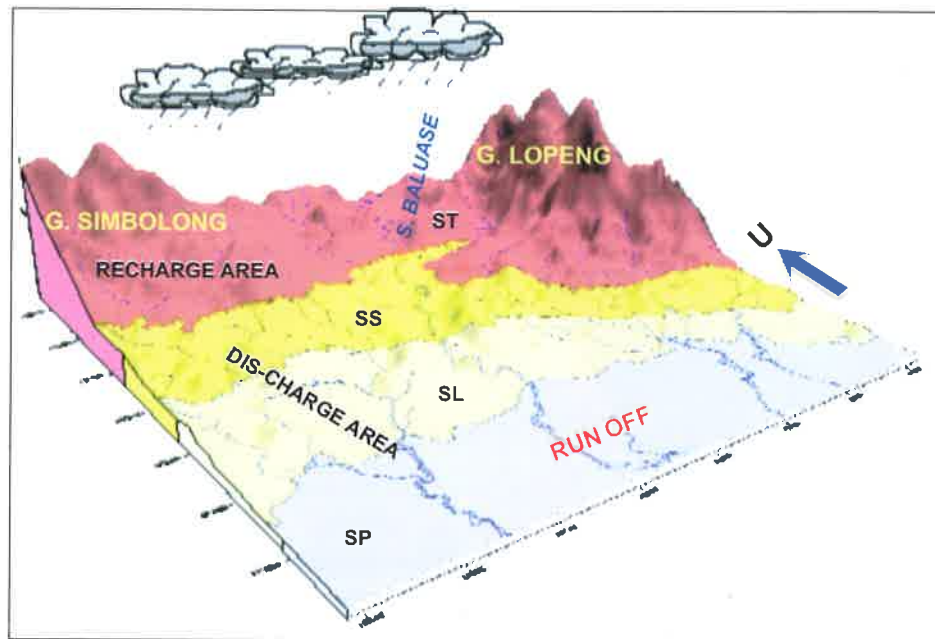 S. BALUASE
G. LOPENG
G. SIMBOLONG
ST
U
RECHARGE AREA
SS
DIS-CHARGE AREA
SL
RUN OFF
SP